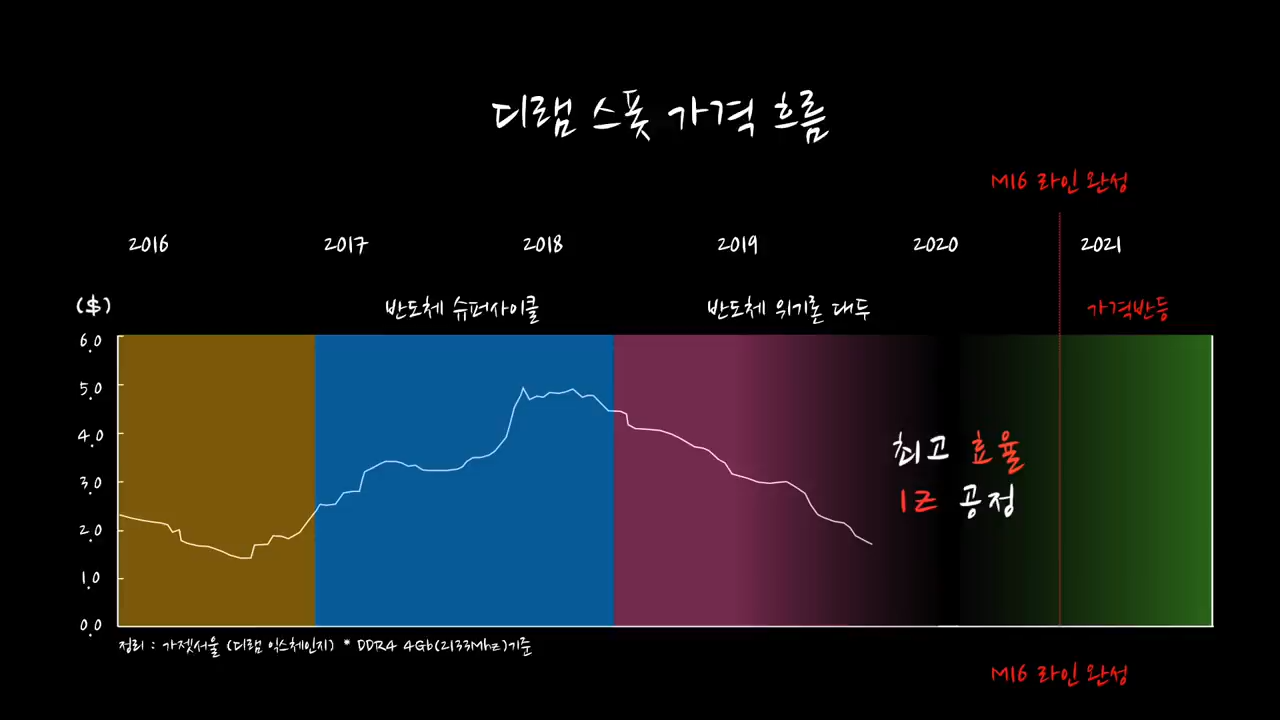 디램 스폿 가격 흐름
M16 라인 완성
2016 2017 2018 2019 2020 2021
($) 반도체 슈퍼사이클 반도체 위기론 대두 가격반등
6.0
5.0
4.0
3.0
2.0
1.0
0.0
최고 효율
1Z 공정
정리 : 가젯서울 (디램 익스체인지) * DDR4 4Gb(2133Mhz)기준
M16 라인 완성